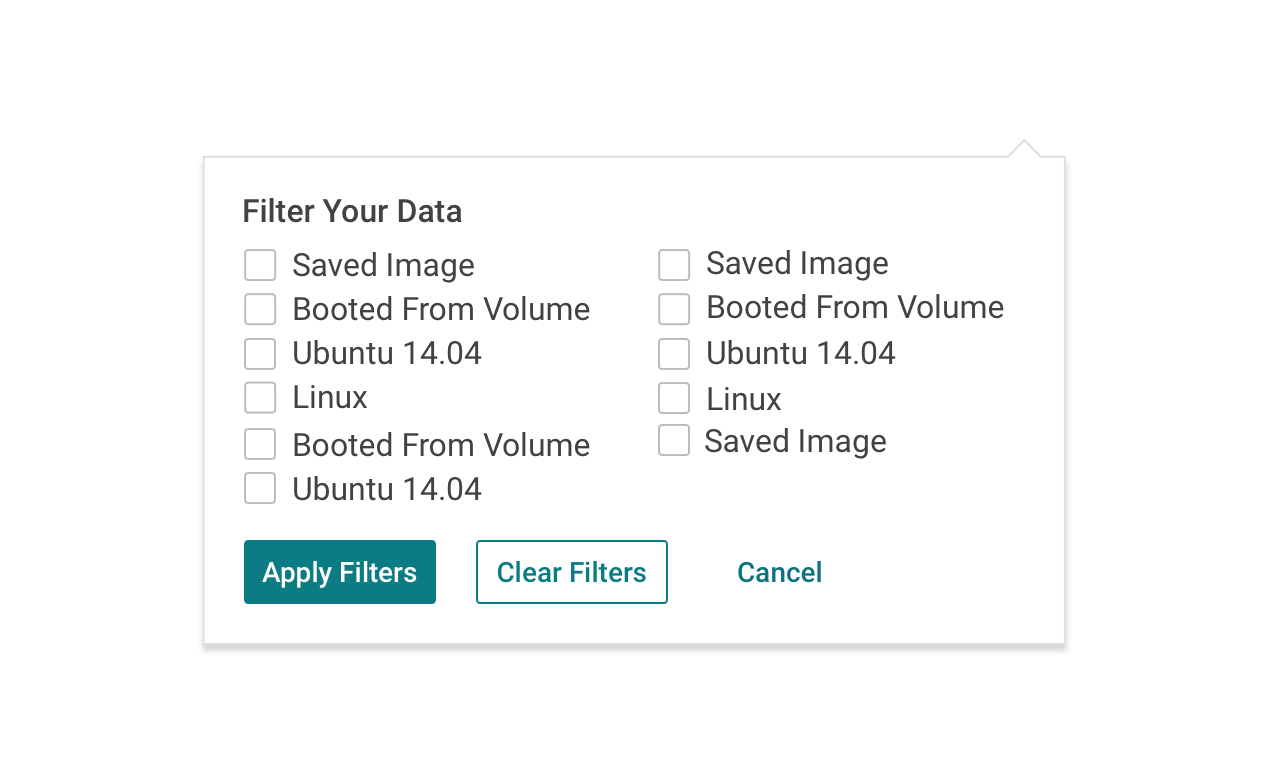 Filter Your Data
Saved Image
Booted From Volume
Ubuntu 14.04
Linux
Booted From Volume
Ubuntu 14.04
Saved Image
Booted From Volume
Ubuntu 14.04
Linux
Saved Image
Apply Filters
Clear Filters
Cancel